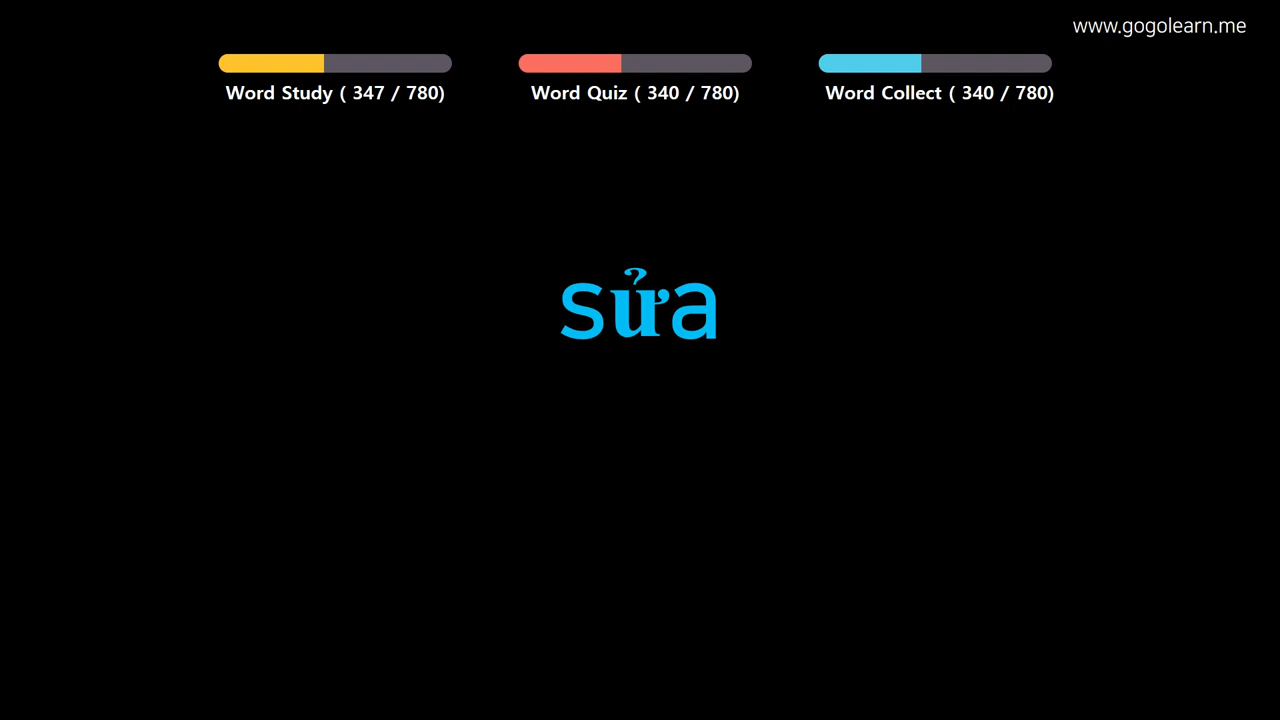 www.gogolearn.me
Word Study ( 347 / 780)
Word Quiz ( 340 / 780)
Word Collect ( 340 / 780)
sửa